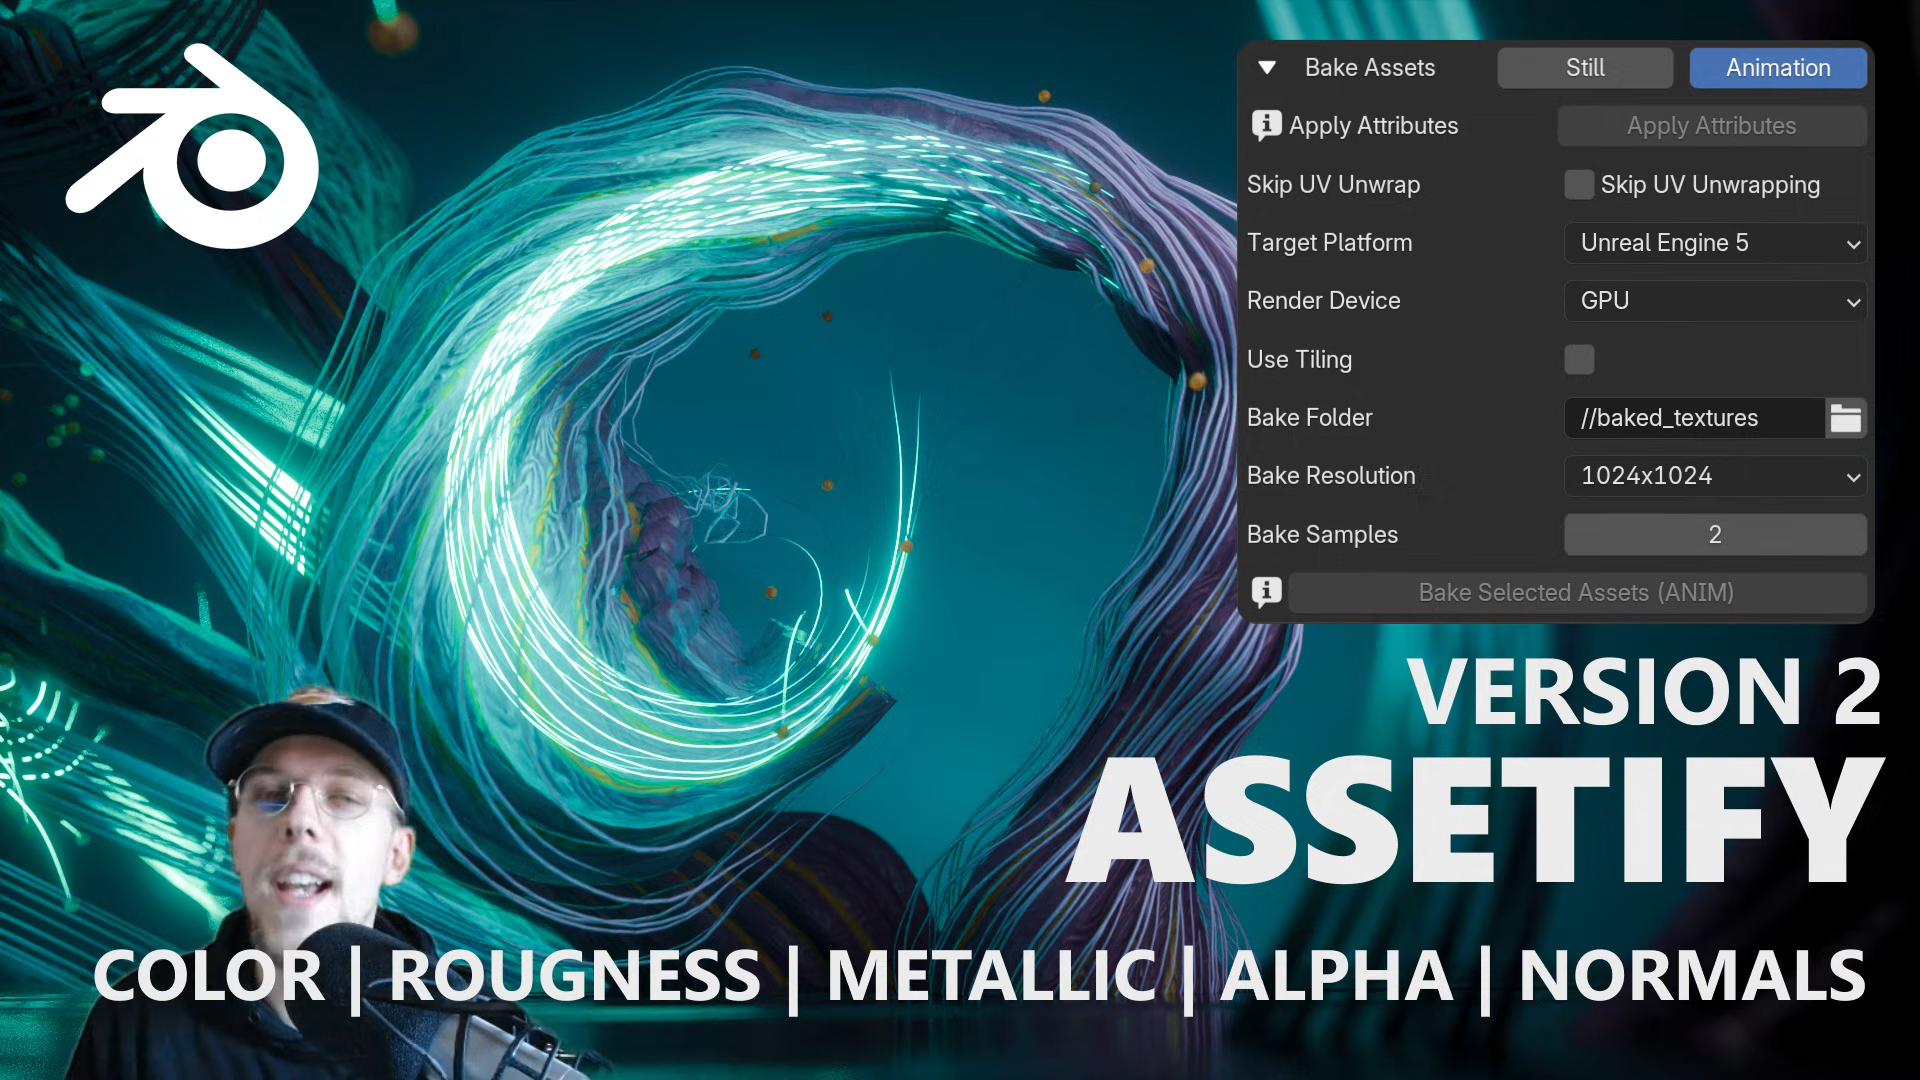 Bake Assets Still Animation
Apply Attributes Apply Attributes
Skip UV Unwrap Skip UV Unwrapping
Target Platform Unreal Engine 5
Render Device GPU
Use Tiling
Bake Folder //baked_textures
Bake Resolution 1024x1024
Bake Samples 2
Bake Selected Assets (ANIM)
VERSION 2
ASSETIFY
COLOR | ROUGNESS | METALLIC | ALPHA | NORMALS